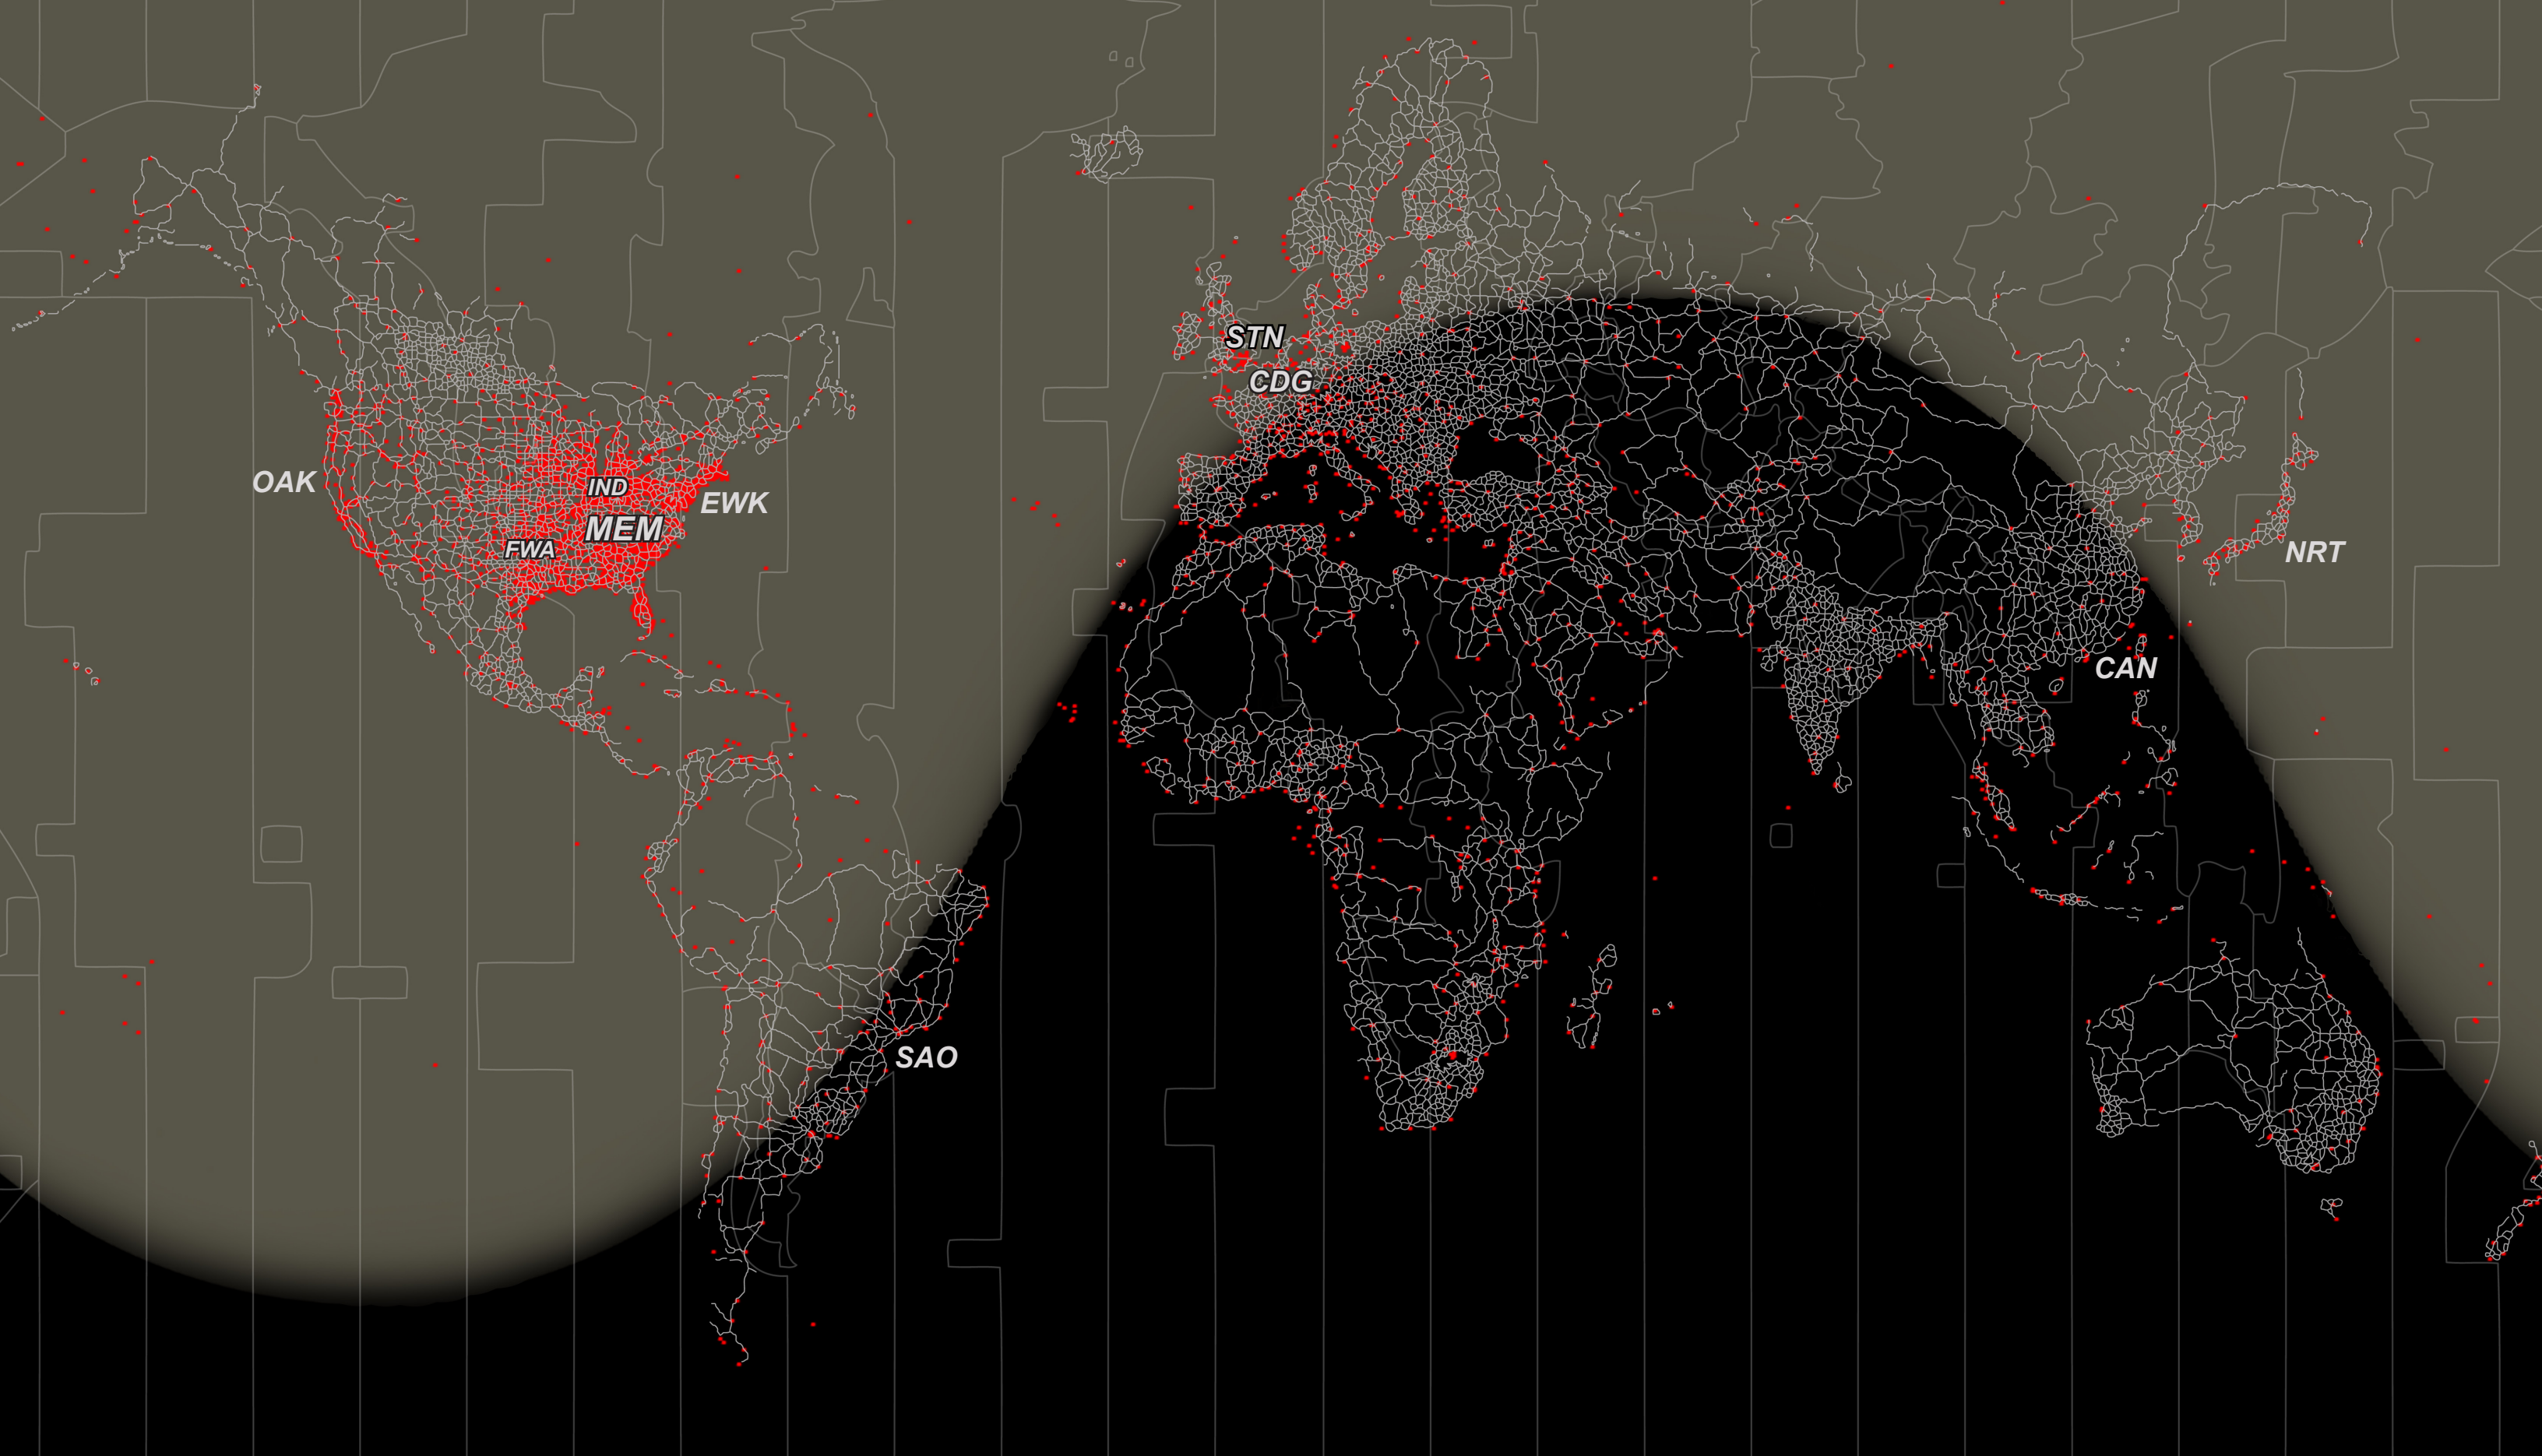 STN
CDG
OAK
IND
EWK
MEM
FWA
NRT
CAN
SAO